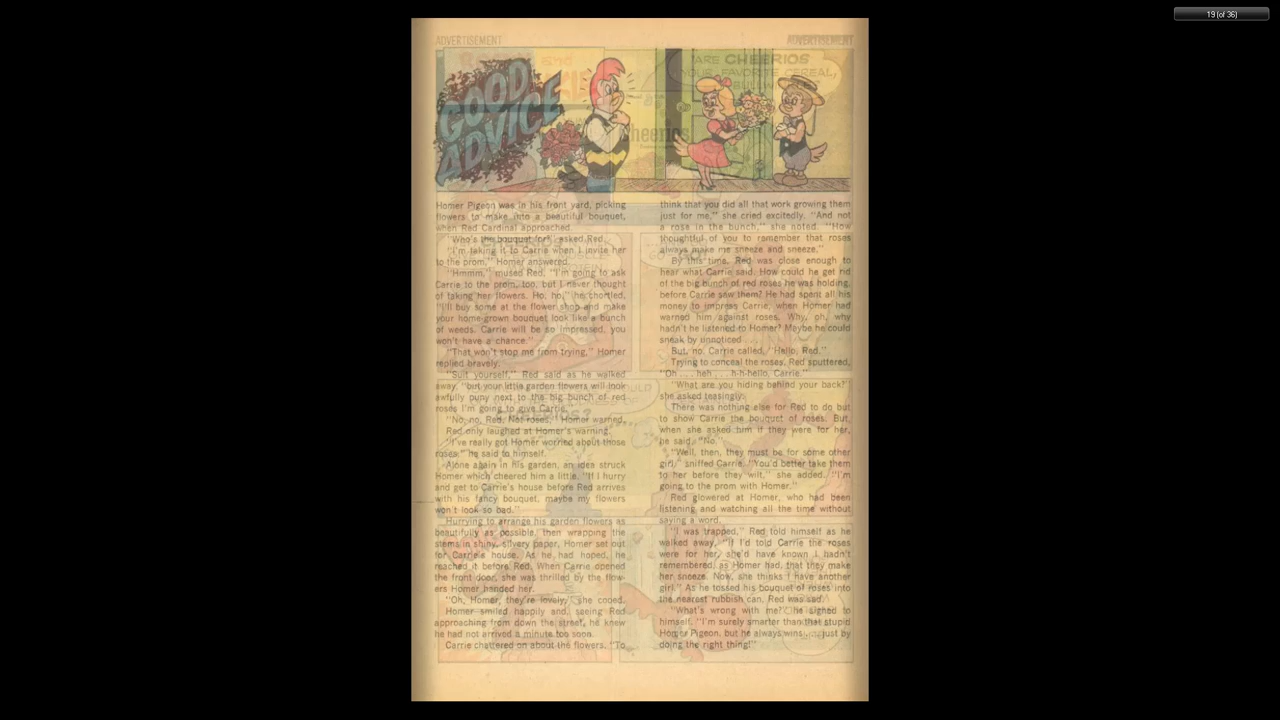 19 (of 36)
ADVERTISEMENT
ADVERTISEMENT
GOOD
ADVICE
ARE CHEERIOS
YOUR FAVORITE CEREAL,
Cheerios
Homer Pigeon was in his front yard, picking
flowers to make into a beautiful bouquet,
when Red Cardinal approached.
"Who's the bouquet for?" asked Red.
"I'm taking it to Carrie when I invite her
to the prom," Homer answered.
"Hmmm," mused Red. "I'm going to ask
Carrie to the prom, too, but I never thought
of taking her flowers. Ho, ho," he chortled,
"I'll buy some at the flower shop and make
your home-grown bouquet look like a bunch
of weeds. Carrie will be so impressed, you
won't have a chance."
"That won't stop me from trying," Homer
replied bravely.
"Suit yourself," Red said as he walked
away, "but your little garden flowers will look
awfully puny next to the big bunch of red
roses I'm going to give Carrie."
"No, no, Red. Not roses," Homer warned.
Red only laughed at Homer's warning.
"I've really got Homer worried about those
roses," he said to himself.
Alone again in his garden, an idea struck
Homer which cheered him a little. "If I hurry
and get to Carrie's house before Red arrives
with his fancy bouquet, maybe my flowers
won't look so bad."
Hurrying to arrange his garden flowers as
beautifully as possible, then wrapping the
stems in shiny, silvery paper, Homer set out
for Carrie's house. As he had hoped, he
reached it before Red. When Carrie opened
the front door, she was thrilled by the flow-
ers Homer handed her.
"Oh, Homer, they're lovely," she cooed.
Homer smiled happily and, seeing Red
approaching from down the street, he knew
he had not arrived a minute too soon.
Carrie chattered on about the flowers. "To
think that you did all that work growing them
just for me," she cried excitedly. "And not
a rose in the bunch," she noted. "How
thoughtful of you to remember that roses
always make me sneeze and sneeze."
By this time, Red was close enough to
hear what Carrie said. How could he get rid
of the big bunch of red roses he was holding,
before Carrie saw them? He had spent all his
money to impress Carrie, when Homer had
warned him against roses. Why, oh, why
hadn't he listened to Homer? Maybe he could
sneak by unnoticed . . .
But, no. Carrie called, "Hello, Red."
Trying to conceal the roses, Red sputtered,
"Oh . . . heh . . . h-h-hello, Carrie."
"What are you hiding behind your back?"
she asked teasingly.
There was nothing else for Red to do but
to show Carrie the bouquet of roses. But,
when she asked him if they were for her,
he said, "No."
"Well, then, they must be for some other
girl," sniffed Carrie. "You'd better take them
to her before they wilt," she added. "I'm
going to the prom with Homer."
Red glowered at Homer, who had been
listening and watching all the time without
saying a word.
"I was trapped," Red told himself as he
walked away. "If I'd told Carrie the roses
were for her, she'd have known I hadn't
remembered, as Homer had, that they make
her sneeze. Now, she thinks I have another
girl." As he tossed his bouquet of roses into
the nearest rubbish can, Red was sad.
"What's wrong with me?" he sighed to
himself. "I'm surely smarter than that stupid
Homer Pigeon, but he always wins . . . just by
doing the right thing!"